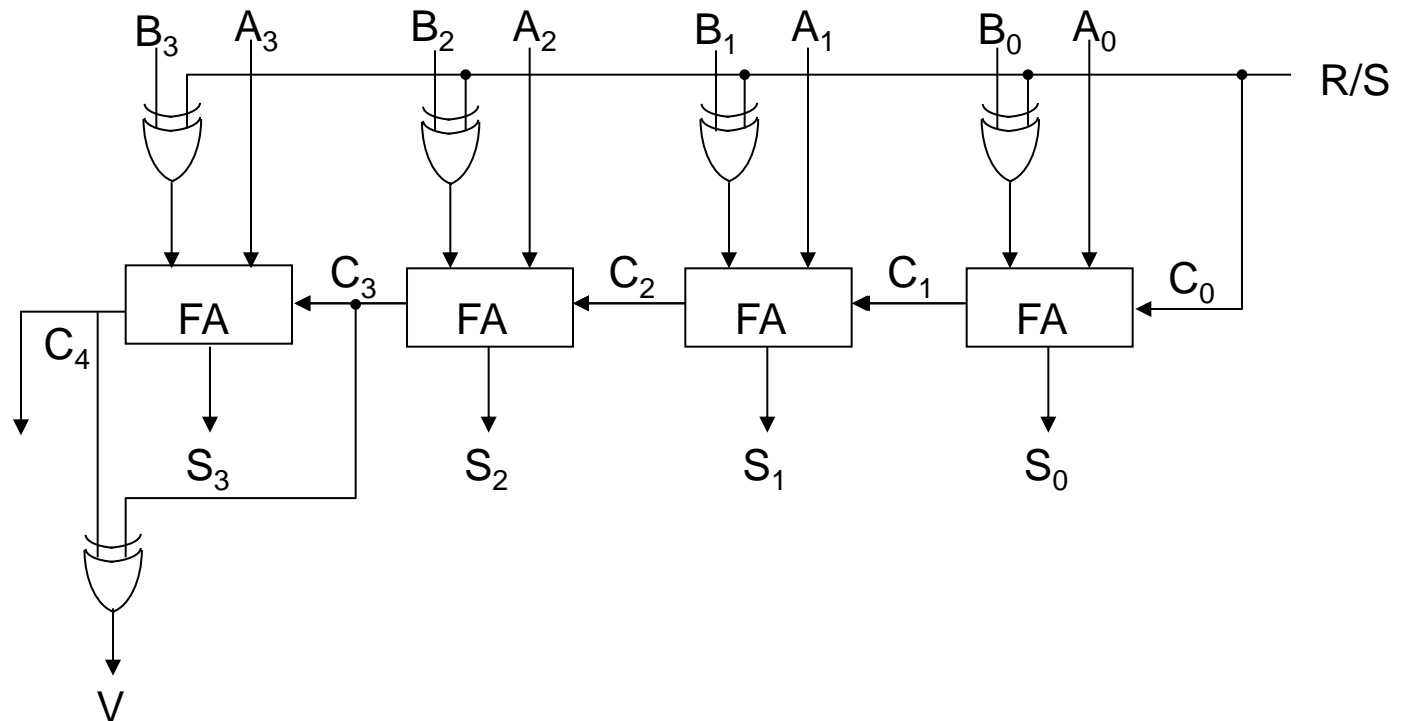 B₃ A₃ B₂ A₂ B₁ A₁ B₀ A₀
R/S
C₃ C₂ C₁ C₀
FA FA FA FA
C₄
S₃ S₂ S₁ S₀
V